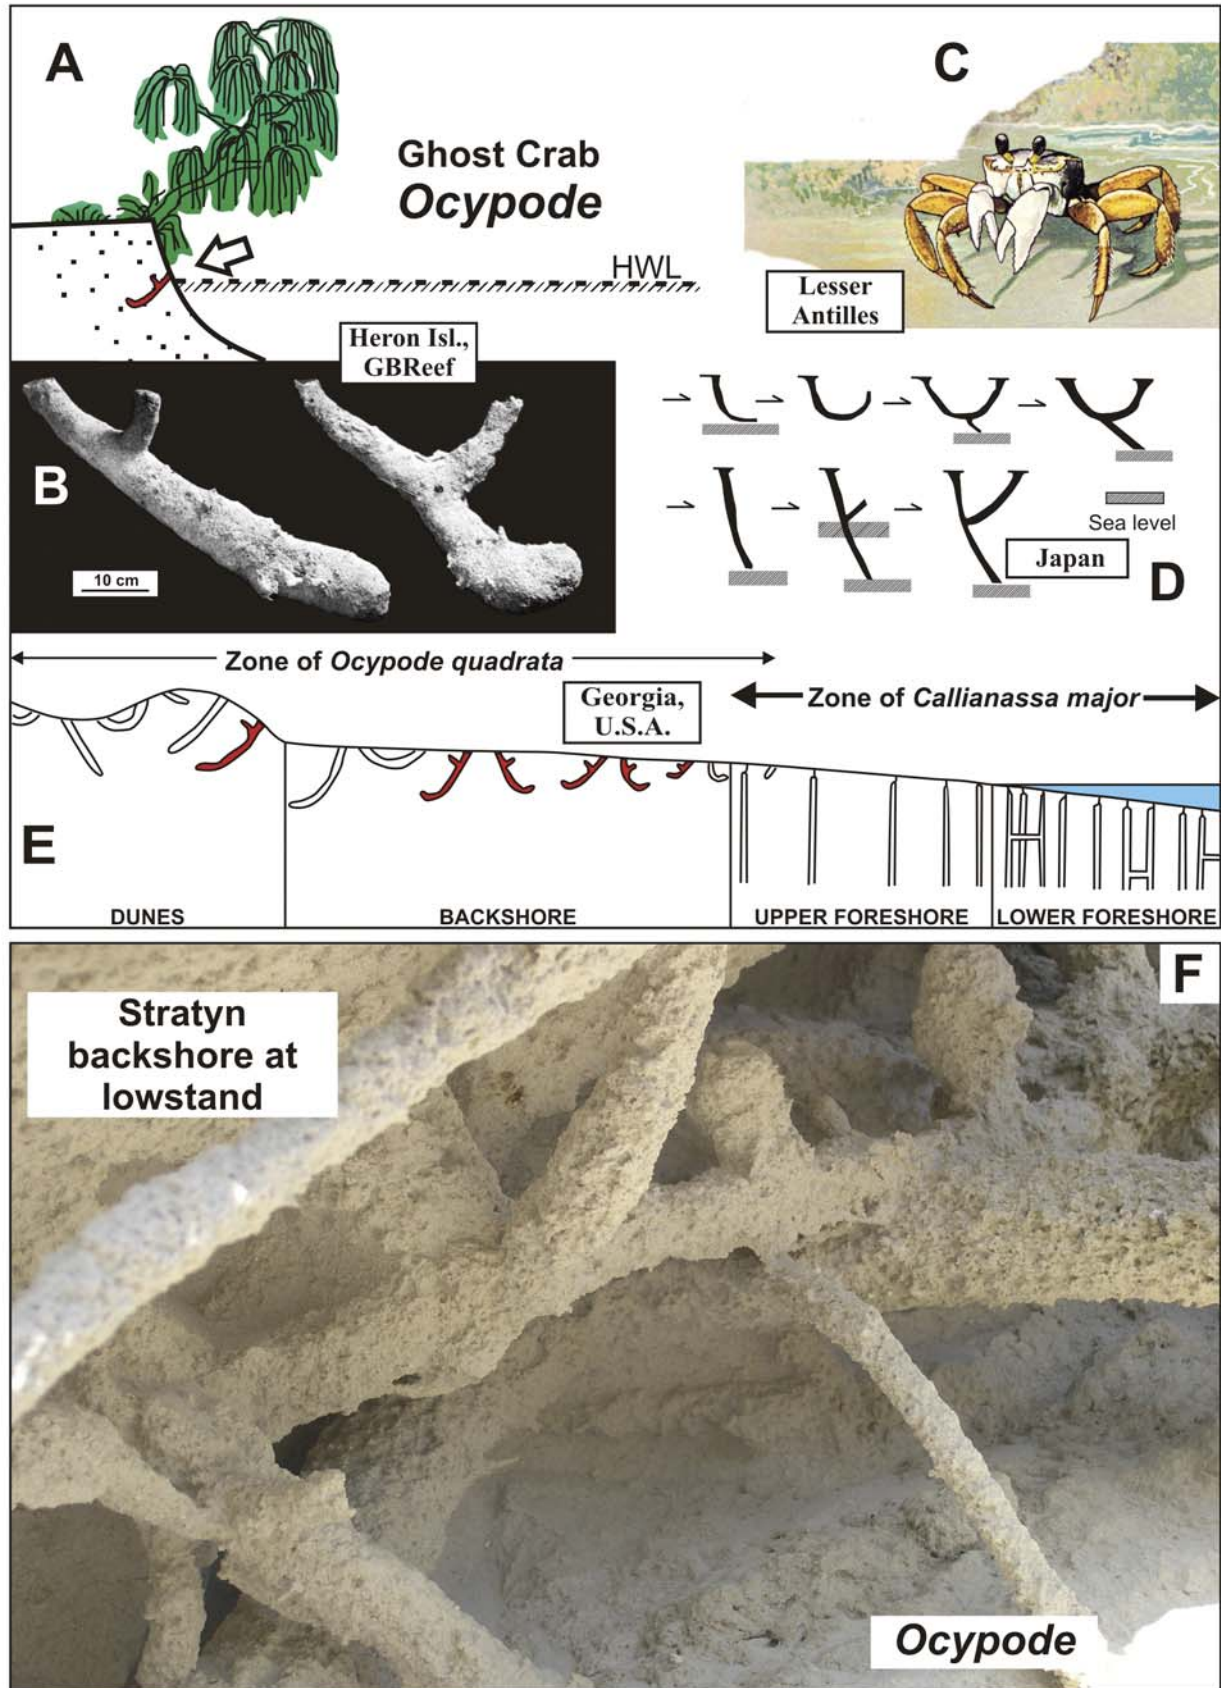 A
Ghost Crab
Ocypode
HWL
Heron Isl.,
GBReef
C
Lesser
Antilles
B
10 cm
Sea level
Japan
D
Zone of Ocypode quadrata
Georgia,
U.S.A.
Zone of Callianassa major
E
DUNES
BACKSHORE
UPPER FORESHORE
LOWER FORESHORE
F
Stratyn
backshore at
lowstand
Ocypode